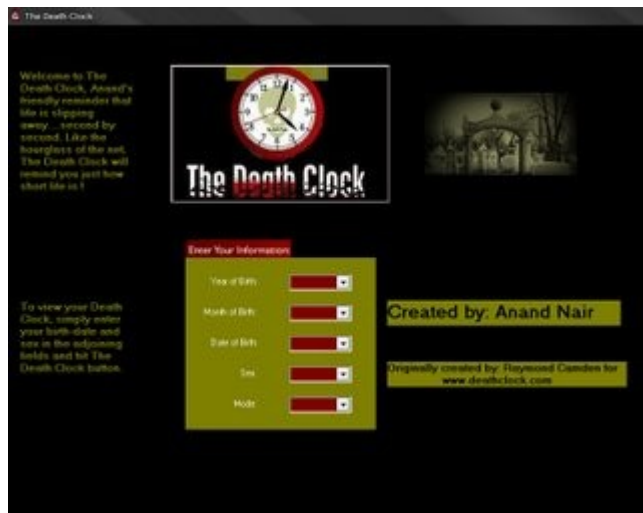 The Death Clock
Welcome to The
Death Clock, Anand's
friendly reminder that
life is slipping
away... second by
second. Like the
hourglass of the net,
The Death Clock will
remind you just how
short life is !
The Death Clock
Enter Your Information
Year of Birth:
Month of Birth:
Date of Birth:
Sex:
Mode:
To view your Death
Clock, simply enter
your birth-date and
sex in the adjoining
fields and hit The
Death Clock button.
Created by: Anand Nair
Originally created by: Raymond Camden for
www.deathclock.com